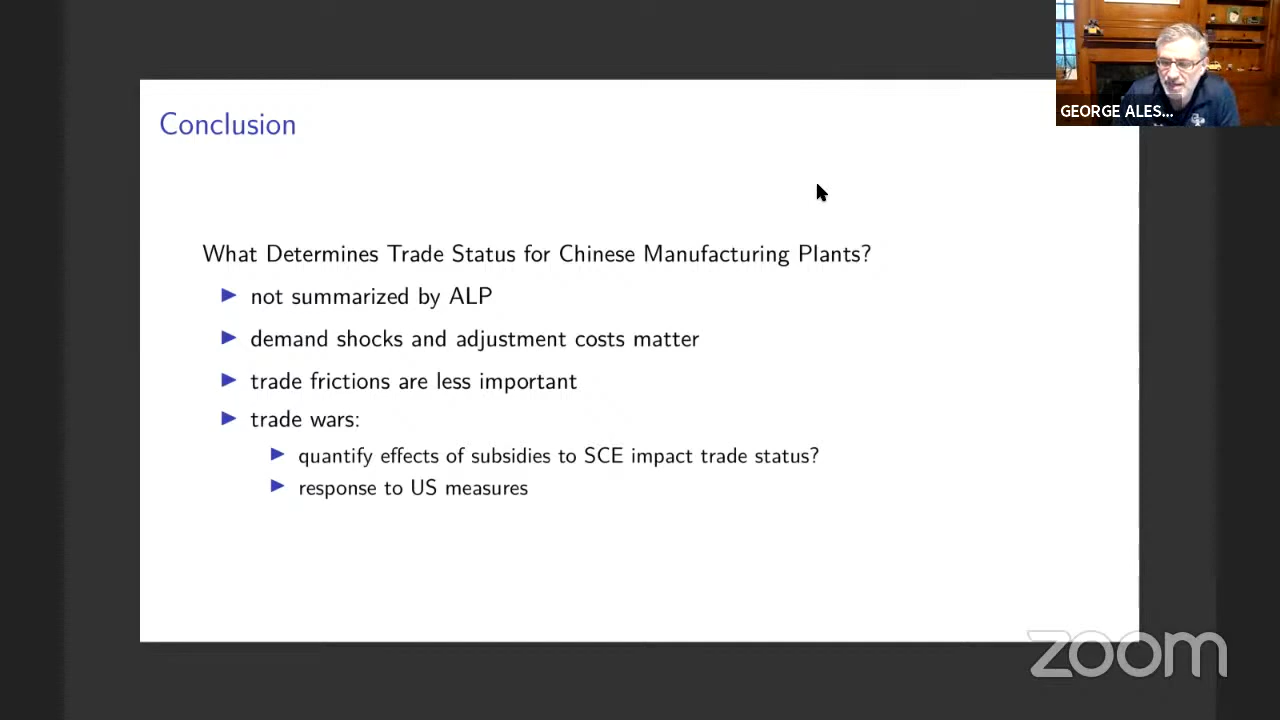 GEORGE ALES...
Conclusion
What Determines Trade Status for Chinese Manufacturing Plants?
not summarized by ALP
demand shocks and adjustment costs matter
trade frictions are less important
trade wars:
quantify effects of subsidies to SCE impact trade status?
response to US measures
zoom